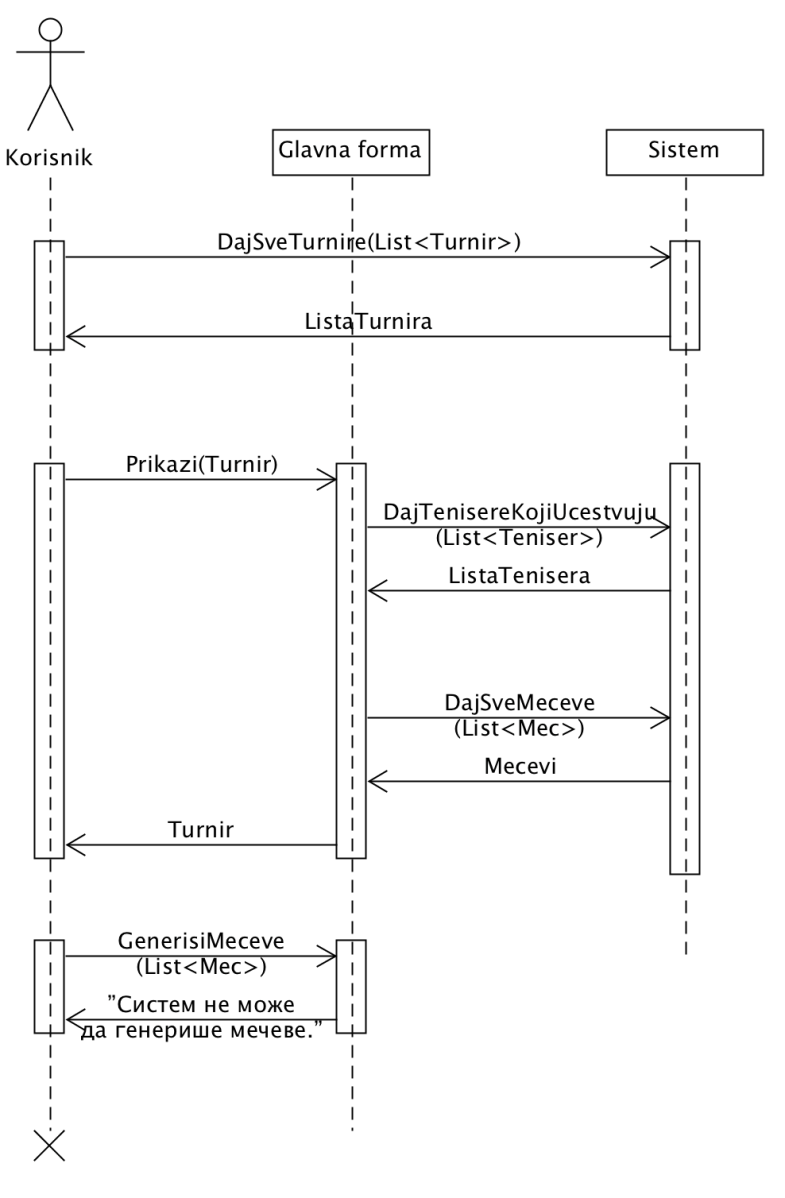 Korisnik
Glavna forma
Sistem
DajSveTurnire(List<Turnir>)
ListaTurnira
Prikazi(Turnir)
DajTenisereKojiUcestvuju
(List<Teniser>)
ListaTenisera
DajSveMeceve
(List<Mec>)
Mecevi
Turnir
GenerisiMeceve
(List<Mec>)
”Систем не може
да генерише мечеве.”